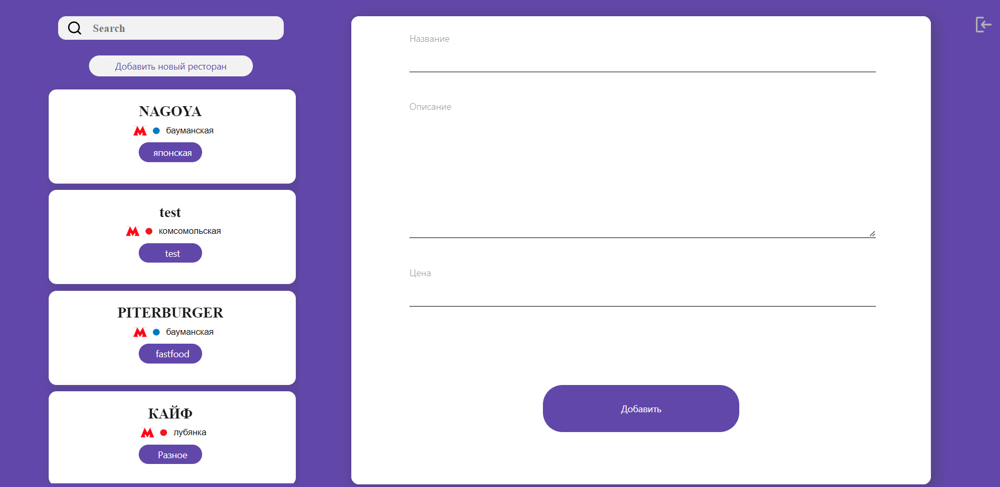 Search
Добавить новый ресторан
NAGOYA
бауманская
японская
test
комсомольская
test
PITERBURGER
бауманская
fastfood
КАЙФ
лубянка
Разное
Название
Описание
Цена
Добавить